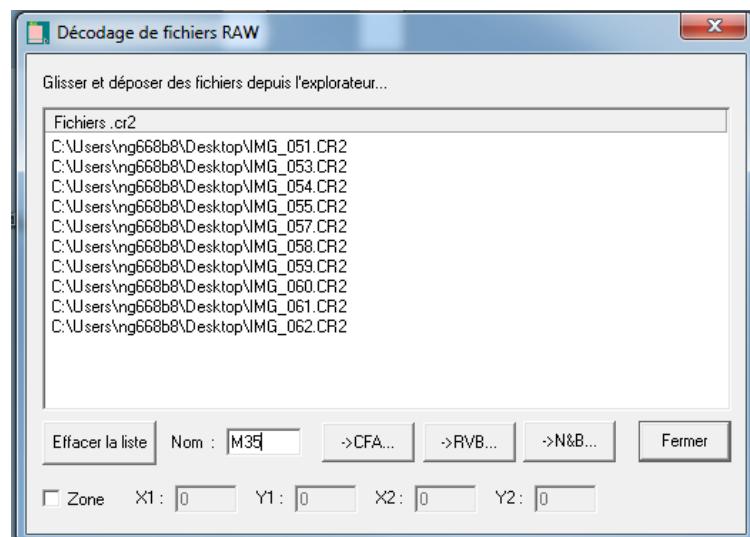 Décodage de fichiers RAW
Glisser et déposer des fichiers depuis l'explorateur...
Fichiers .cr2
C:\Users\ng668b8\Desktop\IMG_051.CR2
C:\Users\ng668b8\Desktop\IMG_053.CR2
C:\Users\ng668b8\Desktop\IMG_054.CR2
C:\Users\ng668b8\Desktop\IMG_055.CR2
C:\Users\ng668b8\Desktop\IMG_057.CR2
C:\Users\ng668b8\Desktop\IMG_058.CR2
C:\Users\ng668b8\Desktop\IMG_059.CR2
C:\Users\ng668b8\Desktop\IMG_060.CR2
C:\Users\ng668b8\Desktop\IMG_061.CR2
C:\Users\ng668b8\Desktop\IMG_062.CR2
Effacer la liste Nom : M35 ->CFA... ->RVB... ->N&B... Fermer
Zone X1 : 0 Y1 : 0 X2 : 0 Y2 : 0